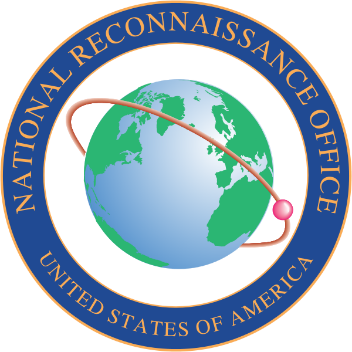 NATIONAL RECONNAISSANCE OFFICE
UNITED STATES OF AMERICA